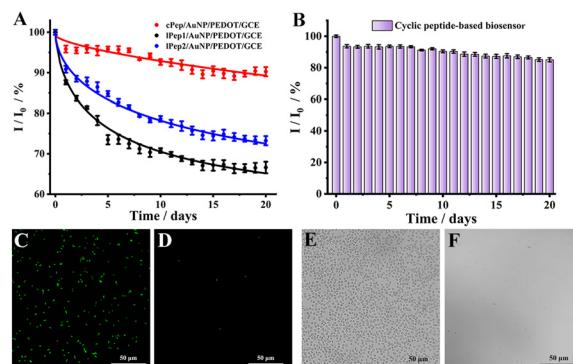 A
cPep/AuNP/PEDOT/GCE
lPep1/AuNP/PEDOT/GCE
lPep2/AuNP/PEDOT/GCE
I / I0 / %
100
90
80
70
60
0 5 10 15 20
Time / days
B
Cyclic peptide-based biosensor
I / I0 / %
100
80
60
40
20
0
0 5 10 15 20
Time / days
C
50 μm
D
50 μm
E
50 μm
F
50 μm